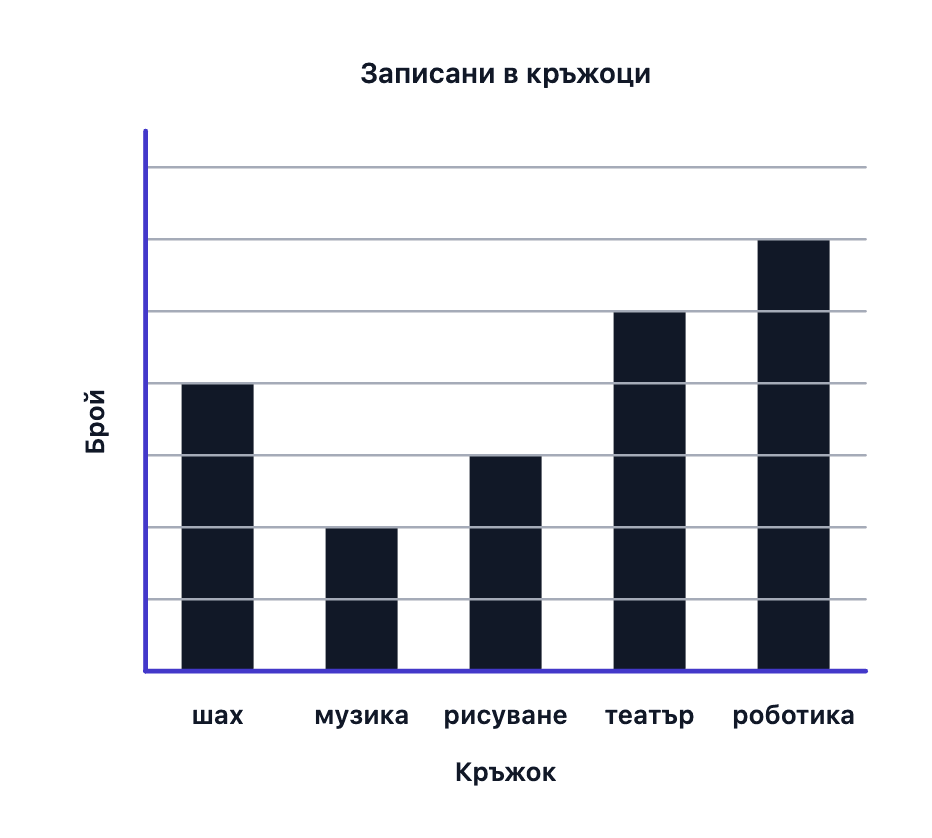 Записани в кръжоци
Брой
шах музика рисуване театър роботика
Кръжок